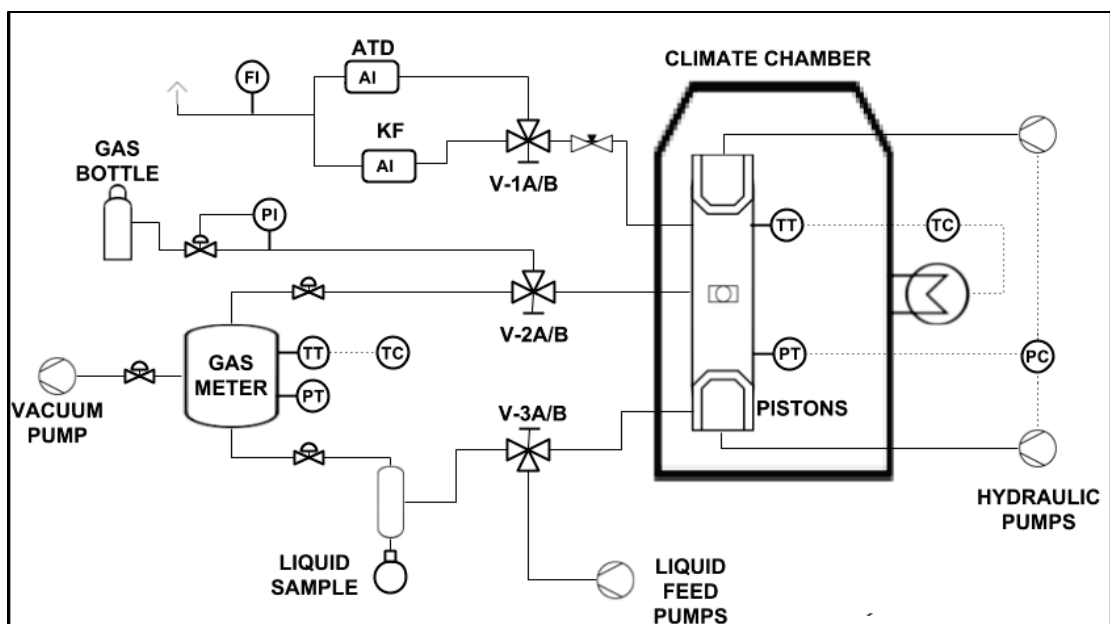 ATD
CLIMATE CHAMBER
FI
AI
KF
AI
GAS
BOTTLE
V-1A/B
PI
TT
TC
V-2A/B
GAS
METER
TT
TC
PT
PT
PC
VACUUM
PUMP
V-3A/B
PISTONS
HYDRAULIC
PUMPS
LIQUID
SAMPLE
LIQUID
FEED
PUMPS